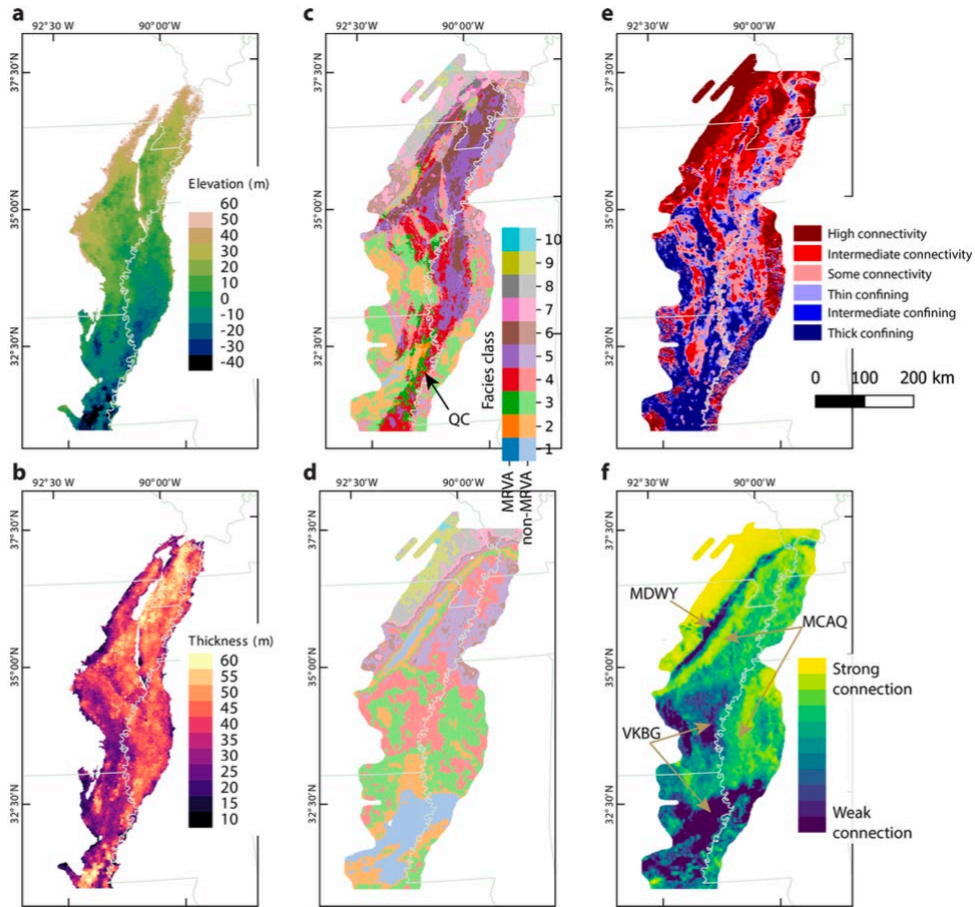 a
92°30 W
90°00'W
37°30'N
35°00'N
32°30'N
Elevation (m)
60
50
40
30
20
10
0
-10
-20
-30
-40
c
92°30'W
90°00'W
37°30'N
35°00'N
32°30'N
Facies class
10
9
8
7
6
5
4
3
2
1
MRVA
non-MRVA
QC
e
92°30'W
90°00'W
37°30'N
35°00'N
32°30'N
High connectivity
Intermediate connectivity
Some connectivity
Thin confining
Intermediate confining
Thick confining
0 100 200 km
b
92°30'W
90°00'W
37°30'N
35°00'N
32°30'N
Thickness (m)
60
55
50
45
40
35
30
25
20
15
10
d
92°30'W
90°00'W
37°30'N
35°00'N
32°30'N
f
92°30'W
90°00'W
37°30'N
35°00'N
32°30'N
MDWY
MCAQ
VKBG
Strong
connection
Weak
connection